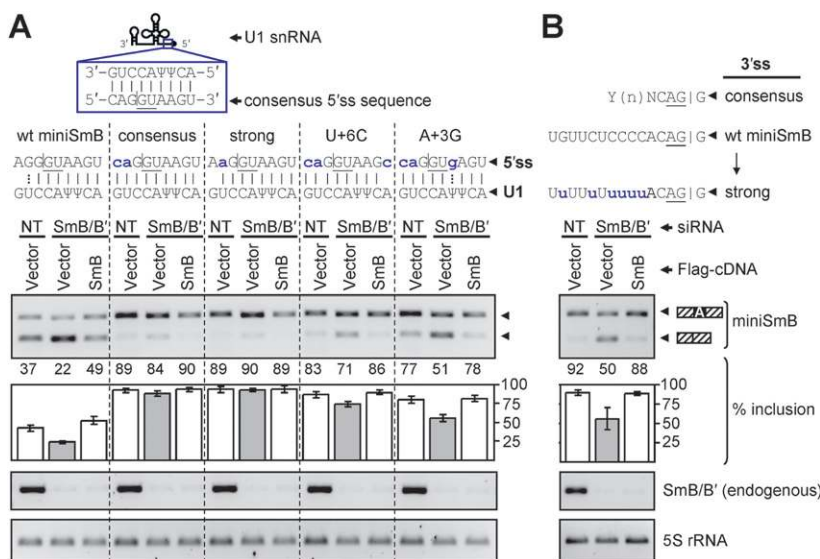 A
3' 5'
U1 snRNA
3'-GUCCAΨΨCA-5'
5'-CAGGUAAGU-3'
consensus 5'ss sequence
wt miniSmB consensus strong U+6C A+3G
AGGGUAAGU caGGUAAGU AaGGUAAGU caGGUAAGc caGGUgAGU 5'ss
GUCCAΨΨCA GUCCAΨΨCA GUCCAΨΨCA GUCCAΨΨCA GUCCAΨΨCA U1
NT SmB/B' NT SmB/B' NT SmB/B' NT SmB/B' NT SmB/B'
Vector Vector SmB Vector Vector SmB Vector Vector SmB Vector Vector SmB Vector Vector SmB
37 22 49 89 84 90 89 90 89 83 71 86 77 51 78
100
75
50
25
B
3'ss
Y(n)NCAG|G consensus
UGUUCUCCCCACAG|G wt miniSmB
UuUUuUuuuuACAG|G strong
NT SmB/B' siRNA
Vector Vector SmB Flag-cDNA
A
miniSmB
92 50 88
100
75
50
25
% inclusion
SmB/B' (endogenous)
5S rRNA